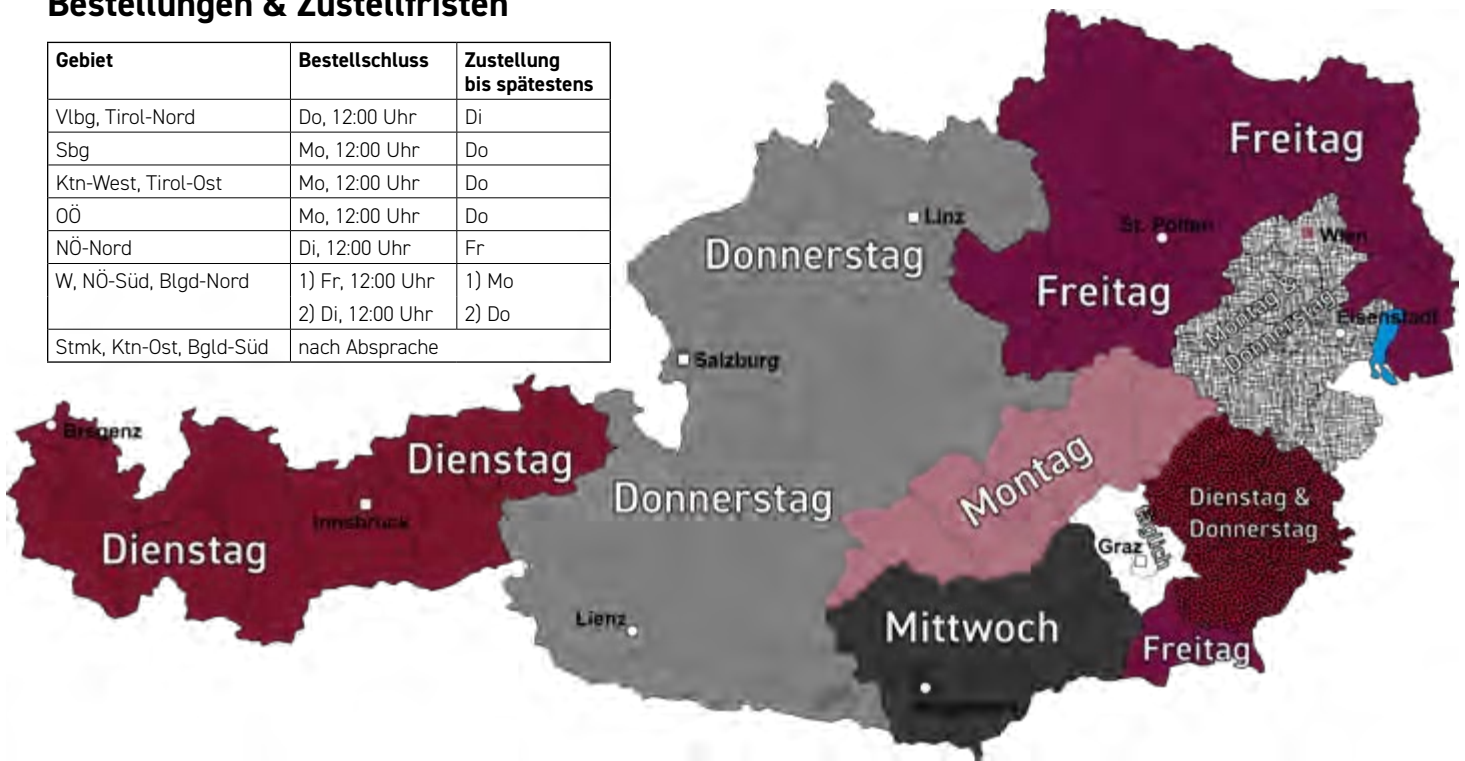 Bestellungen & Zustellfristen
Gebiet Bestellschluss Zustellung
bis spätestens
Vlbg, Tirol-Nord Do, 12:00 Uhr Di
Sbg Mo, 12:00 Uhr Do
Ktn-West, Tirol-Ost Mo, 12:00 Uhr Do
OÖ Mo, 12:00 Uhr Do
NÖ-Nord Di, 12:00 Uhr Fr
W, NÖ-Süd, Blgd-Nord 1) Fr, 12:00 Uhr 1) Mo
2) Di, 12:00 Uhr 2) Do
Stmk, Ktn-Ost, Bgld-Süd nach Absprache
Freitag
Linz
St. Pölten
Wien
Donnerstag
Freitag
Montag &
Donnerstag
Eisenstadt
Salzburg
Bregenz
Dienstag
Montag
Donnerstag
Dienstag &
Donnerstag
Innsbruck
Dienstag
Graz
täglich
Lienz
Mittwoch
Freitag